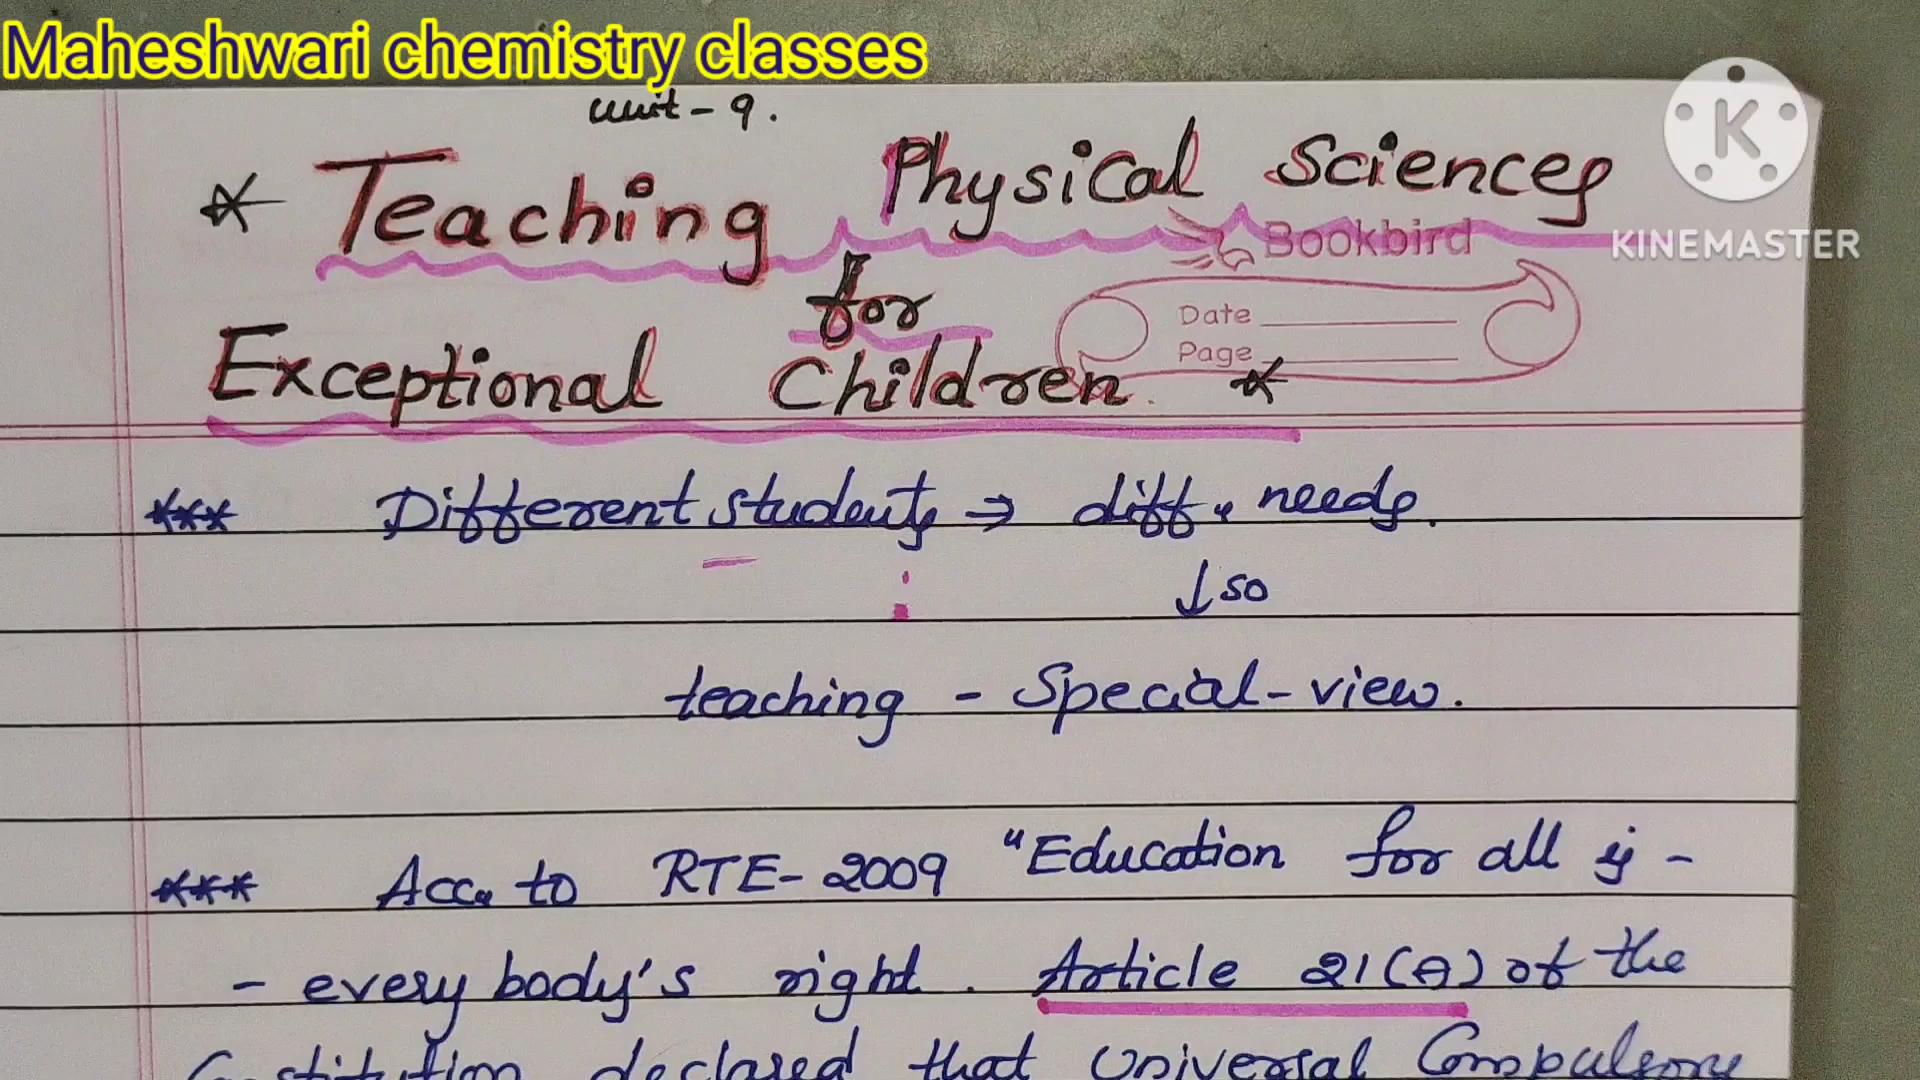 Maheshwari chemistry classes
unit - 9.
Teaching Physical Sciences
KINEMASTER
Bookbird
for
Date
Page
Exceptional Children.
*** Different students ⇒ diff. needs.
↓ so
teaching - Special-view.
*** Acc. to RTE-2009 "Education for all is -
- every body's right. Article 21(A) of the
Constitution declared that Universal Compulsory